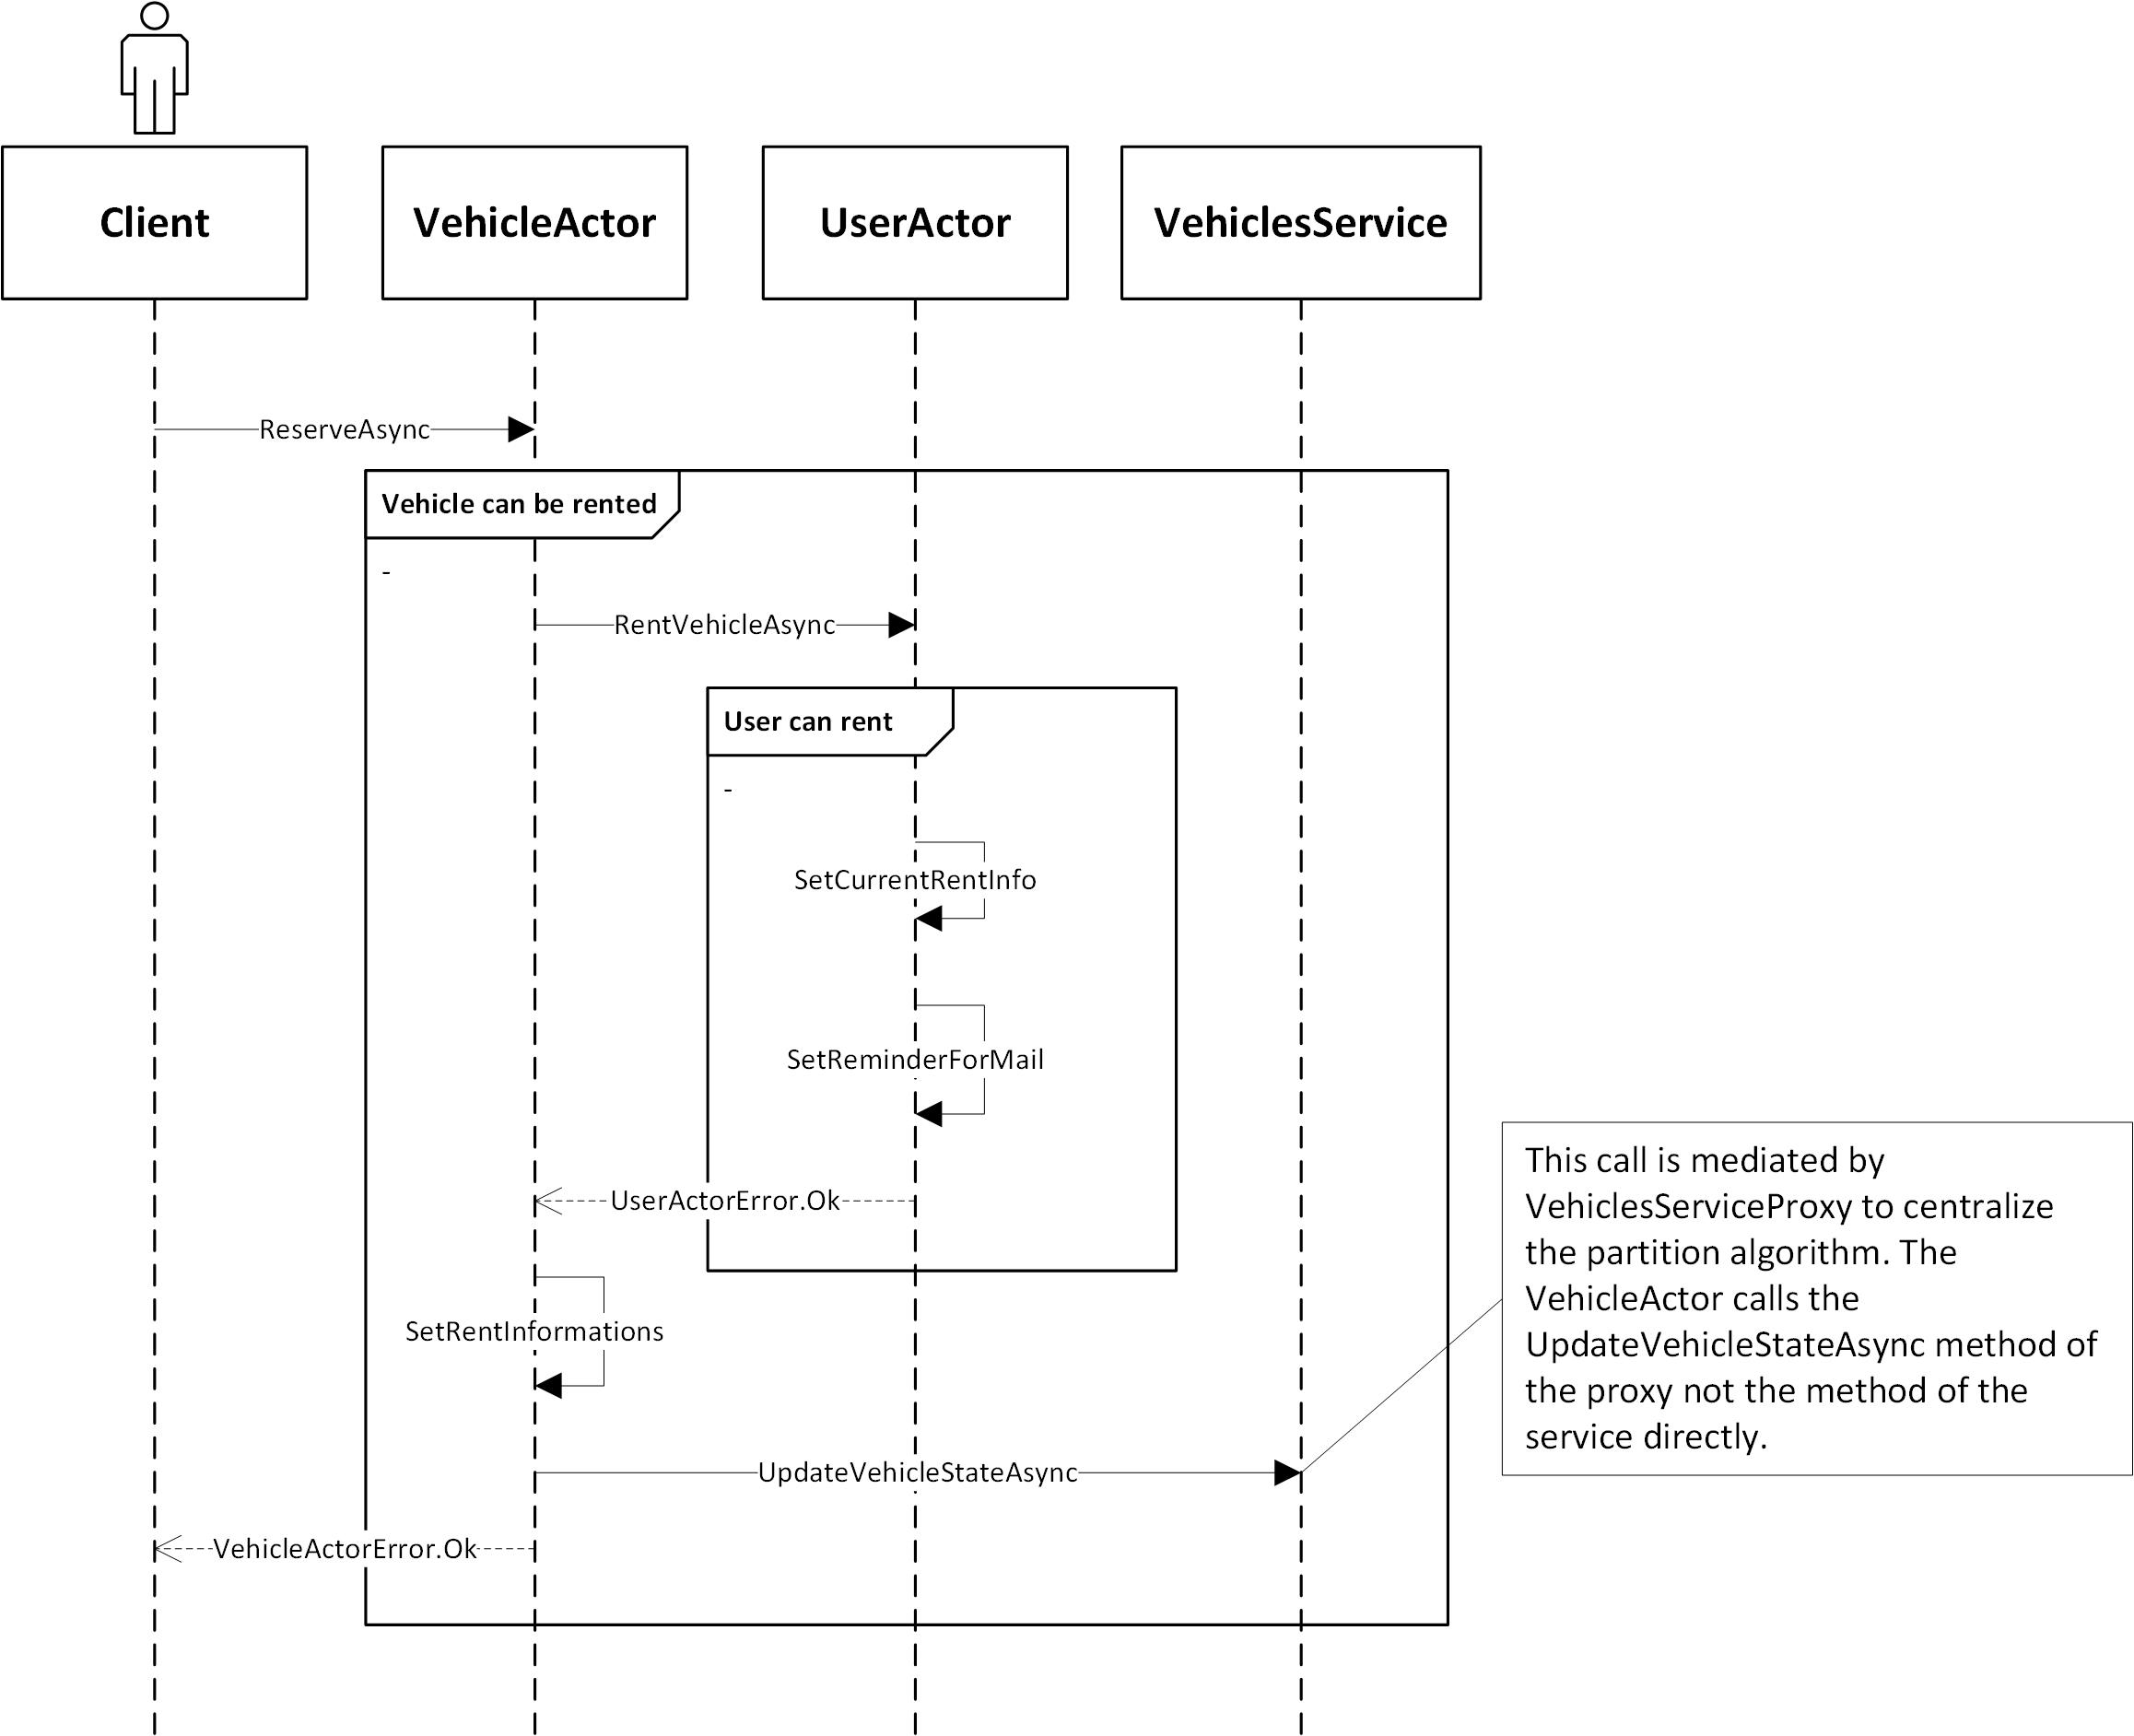 Client
VehicleActor
UserActor
VehiclesService
ReserveAsync
Vehicle can be rented
-
RentVehicleAsync
User can rent
-
SetCurrentRentInfo
SetReminderForMail
UserActorError.Ok
SetRentInformations
UpdateVehicleStateAsync
VehicleActorError.Ok
This call is mediated by
VehiclesServiceProxy to centralize
the partition algorithm. The
VehicleActor calls the
UpdateVehicleStateAsync method of
the proxy not the method of the
service directly.